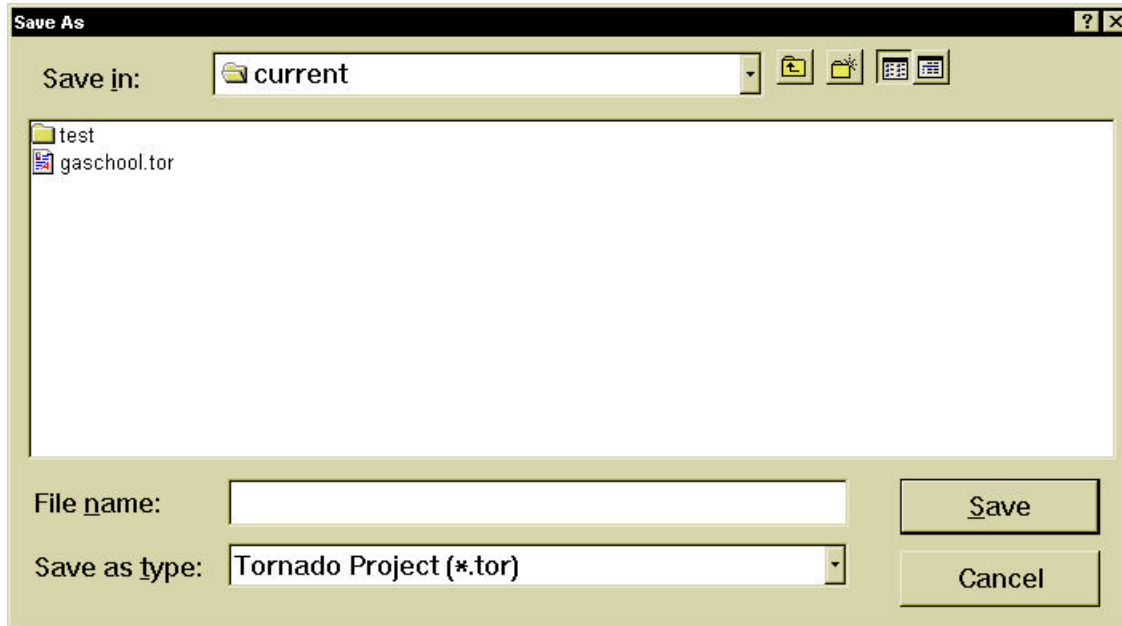 Save As
Save in: current
test
gaschool.tor
File name:
Save
Save as type: Tornado Project (*.tor)
Cancel